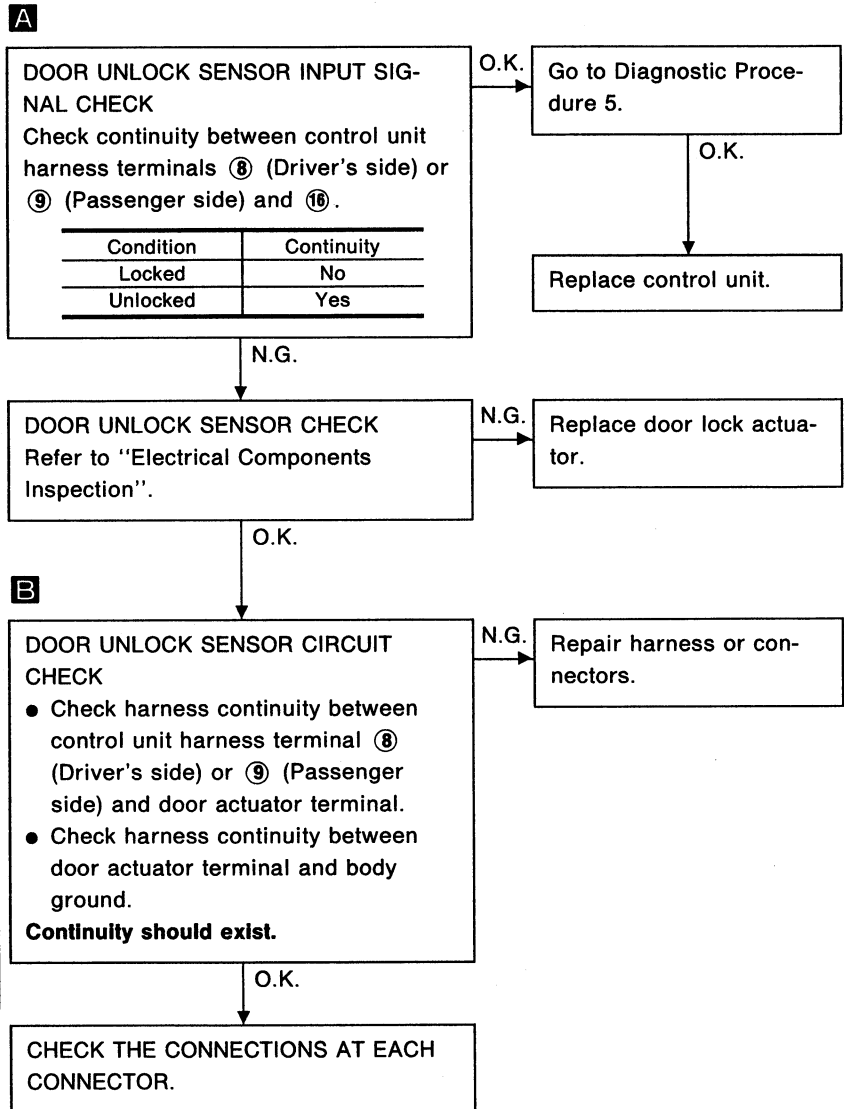 A
DOOR UNLOCK SENSOR INPUT SIG-
NAL CHECK
Check continuity between control unit
harness terminals ⑧ (Driver's side) or
⑨ (Passenger side) and ⑯.
Condition Continuity
Locked No
Unlocked Yes
O.K.
Go to Diagnostic Proce-
dure 5.
O.K.
Replace control unit.
N.G.
DOOR UNLOCK SENSOR CHECK
Refer to ''Electrical Components
Inspection''.
N.G.
Replace door lock actua-
tor.
O.K.
B
DOOR UNLOCK SENSOR CIRCUIT
CHECK
● Check harness continuity between
control unit harness terminal ⑧
(Driver's side) or ⑨ (Passenger
side) and door actuator terminal.
● Check harness continuity between
door actuator terminal and body
ground.
Continuity should exist.
N.G.
Repair harness or con-
nectors.
O.K.
CHECK THE CONNECTIONS AT EACH
CONNECTOR.